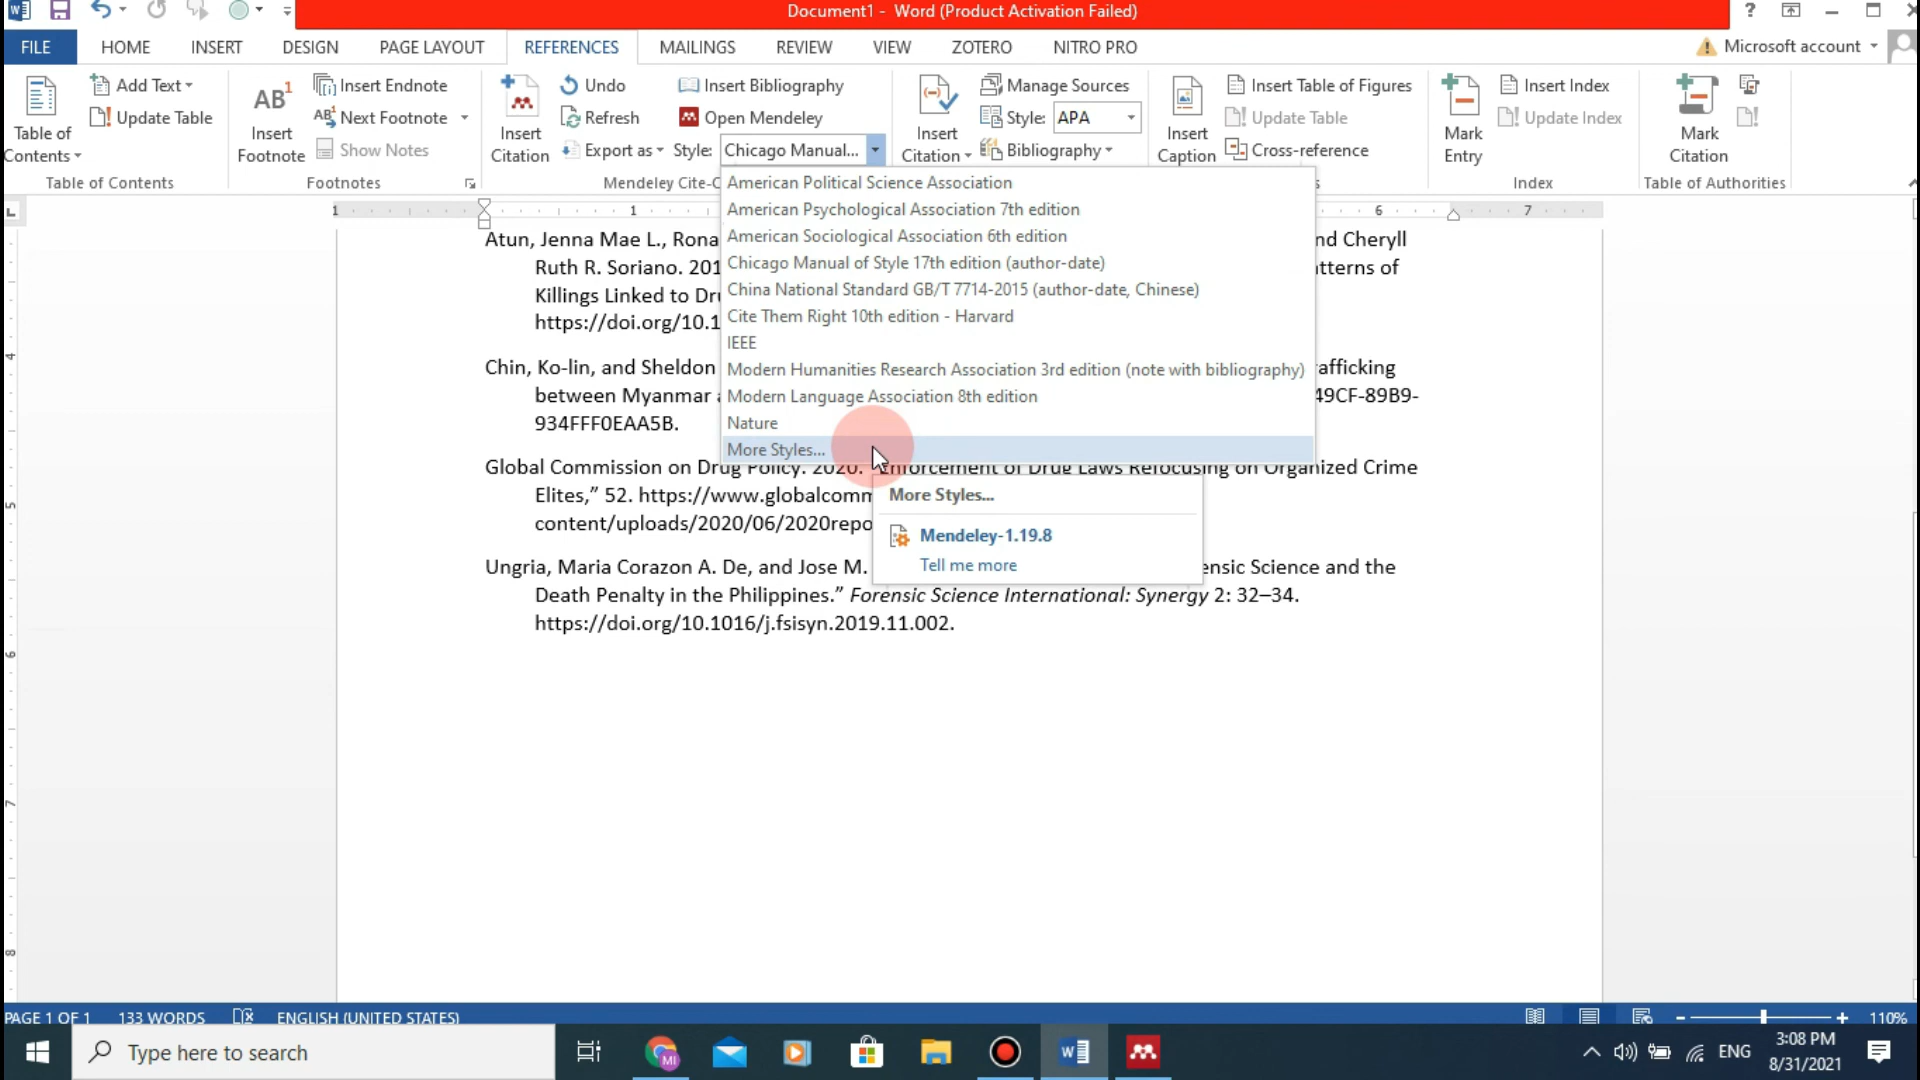 Document1 - Word (Product Activation Failed)
FILE HOME INSERT DESIGN PAGE LAYOUT REFERENCES MAILINGS REVIEW VIEW ZOTERO NITRO PRO Microsoft account
Table of Contents
Add Text
Update Table
Table of Contents
AB¹ Insert Footnote
Insert Endnote
Next Footnote
Show Notes
Footnotes
Insert Citation
Undo
Refresh
Export as
Insert Bibliography
Open Mendeley
Style: Chicago Manual...
Mendeley Cite-O
Insert Citation
Manage Sources
Style: APA
Bibliography
Insert Caption
Insert Table of Figures
Update Table
Cross-reference
Mark Entry
Insert Index
Update Index
Index
Mark Citation
Table of Authorities
American Political Science Association
American Psychological Association 7th edition
American Sociological Association 6th edition
Chicago Manual of Style 17th edition (author-date)
China National Standard GB/T 7714-2015 (author-date, Chinese)
Cite Them Right 10th edition - Harvard
IEEE
Modern Humanities Research Association 3rd edition (note with bibliography)
Modern Language Association 8th edition
Nature
More Styles...
More Styles...
Mendeley-1.19.8
Tell me more
1 1 6 7
Atun, Jenna Mae L., Rona nd Cheryll
Ruth R. Soriano. 201 tterns of
Killings Linked to Dru
https://doi.org/10.1
Chin, Ko-lin, and Sheldon afficking
between Myanmar 49CF-89B9-
934FFF0EAA5B.
Global Commission on Drug Policy. 2020. “Enforcement of Drug Laws Refocusing on Organized Crime
Elites,” 52. https://www.globalcomm
content/uploads/2020/06/2020repo
Ungria, Maria Corazon A. De, and Jose M. ensic Science and the
Death Penalty in the Philippines.” Forensic Science International: Synergy 2: 32–34.
https://doi.org/10.1016/j.fsisyn.2019.11.002.
4
5
6
7
8
PAGE 1 OF 1 133 WORDS ENGLISH (UNITED STATES) 110%
Type here to search
ENG
3:08 PM
8/31/2021